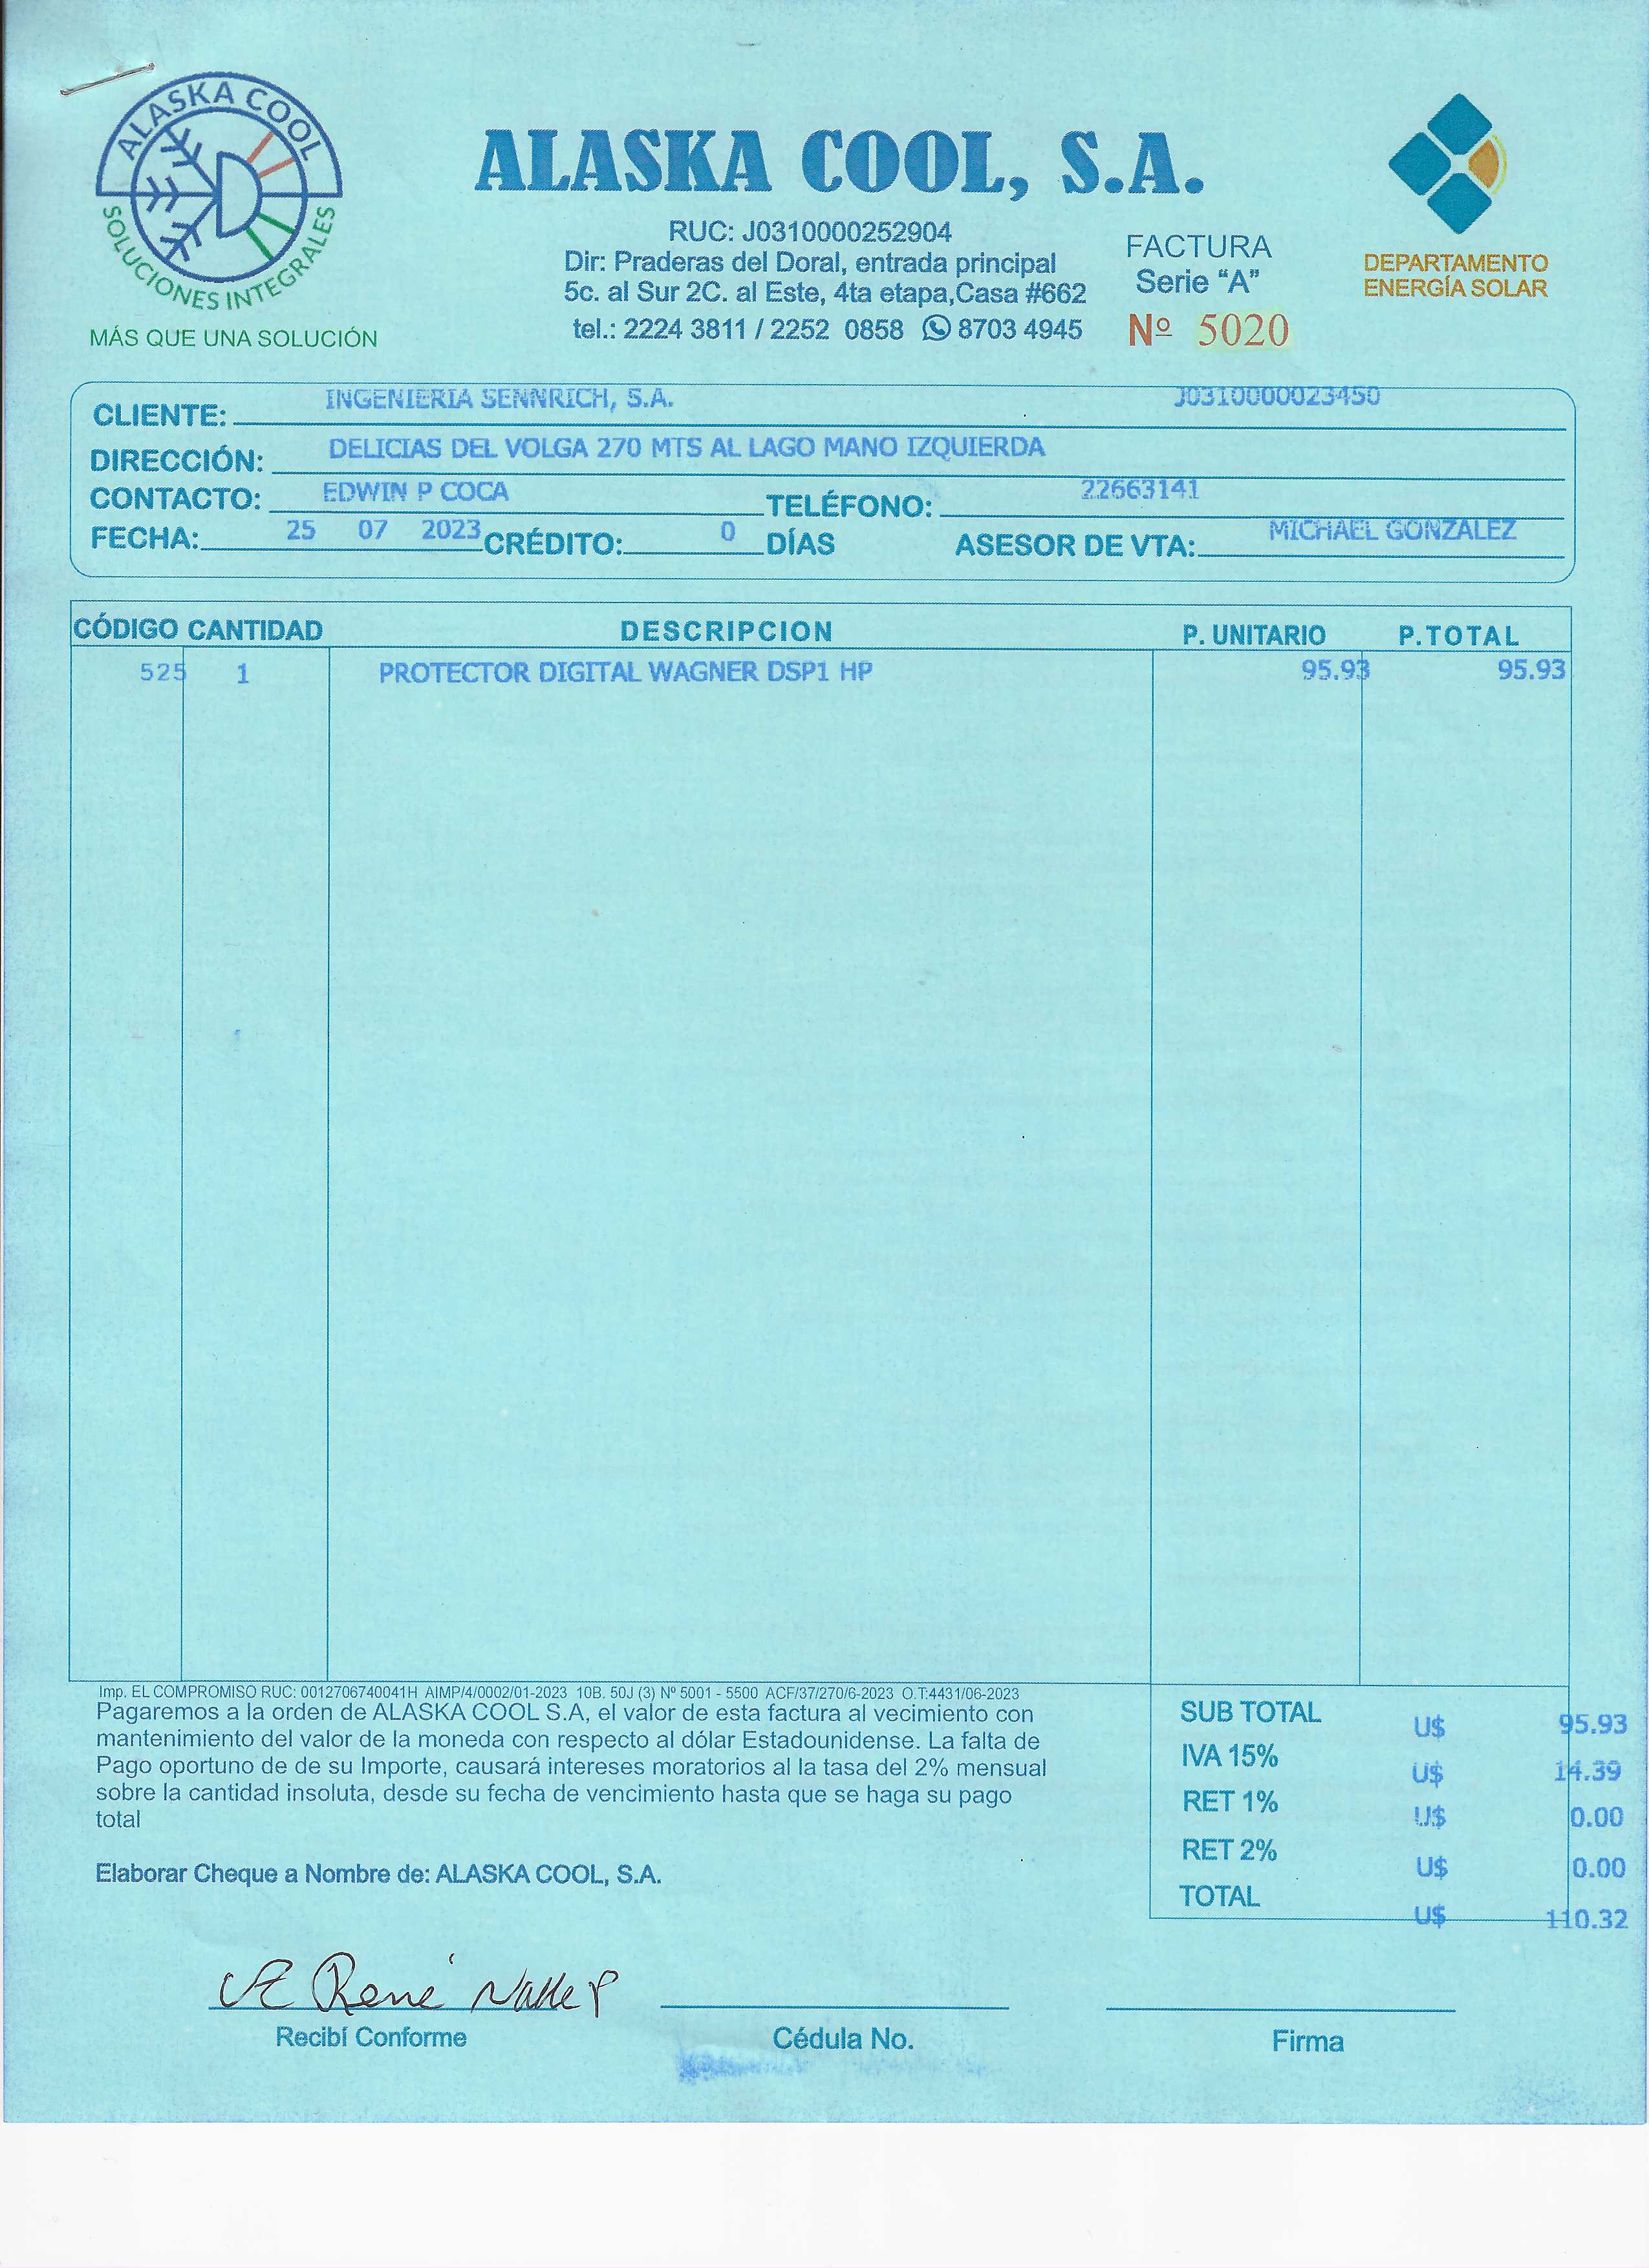 ALASKA COOL
SOLUCIONES INTEGRALES
MÁS QUE UNA SOLUCIÓN
ALASKA COOL, S.A.
RUC: J0310000252904
Dir: Praderas del Doral, entrada principal
5c. al Sur 2C. al Este, 4ta etapa,Casa #662
tel.: 2224 3811 / 2252 0858 8703 4945
FACTURA
Serie “A”
Nº 5020
DEPARTAMENTO
ENERGÍA SOLAR
CLIENTE: INGENIERIA SENNRICH, S.A. J0310000023450
DIRECCIÓN: DELICIAS DEL VOLGA 270 MTS AL LAGO MANO IZQUIERDA
CONTACTO: EDWIN P COCA TELÉFONO: 22663141
FECHA: 25 07 2023 CRÉDITO: 0 DÍAS ASESOR DE VTA: MICHAEL GONZALEZ
CÓDIGO CANTIDAD DESCRIPCION P. UNITARIO P.TOTAL
525 1 PROTECTOR DIGITAL WAGNER DSP1 HP 95.93 95.93
Imp. EL COMPROMISO RUC: 0012706740041H AIMP/4/0002/01-2023 10B. 50J (3) Nº 5001 - 5500 ACF/37/270/6-2023 O.T:4431/06-2023
Pagaremos a la orden de ALASKA COOL S.A, el valor de esta factura al vecimiento con
mantenimiento del valor de la moneda con respecto al dólar Estadounidense. La falta de
Pago oportuno de de su Importe, causará intereses moratorios al la tasa del 2% mensual
sobre la cantidad insoluta, desde su fecha de vencimiento hasta que se haga su pago
total
Elaborar Cheque a Nombre de: ALASKA COOL, S.A.
SUB TOTAL U$ 95.93
IVA 15% U$ 14.39
RET 1% U$ 0.00
RET 2% U$ 0.00
TOTAL U$ 110.32
René
Recibí Conforme
Cédula No.
Firma